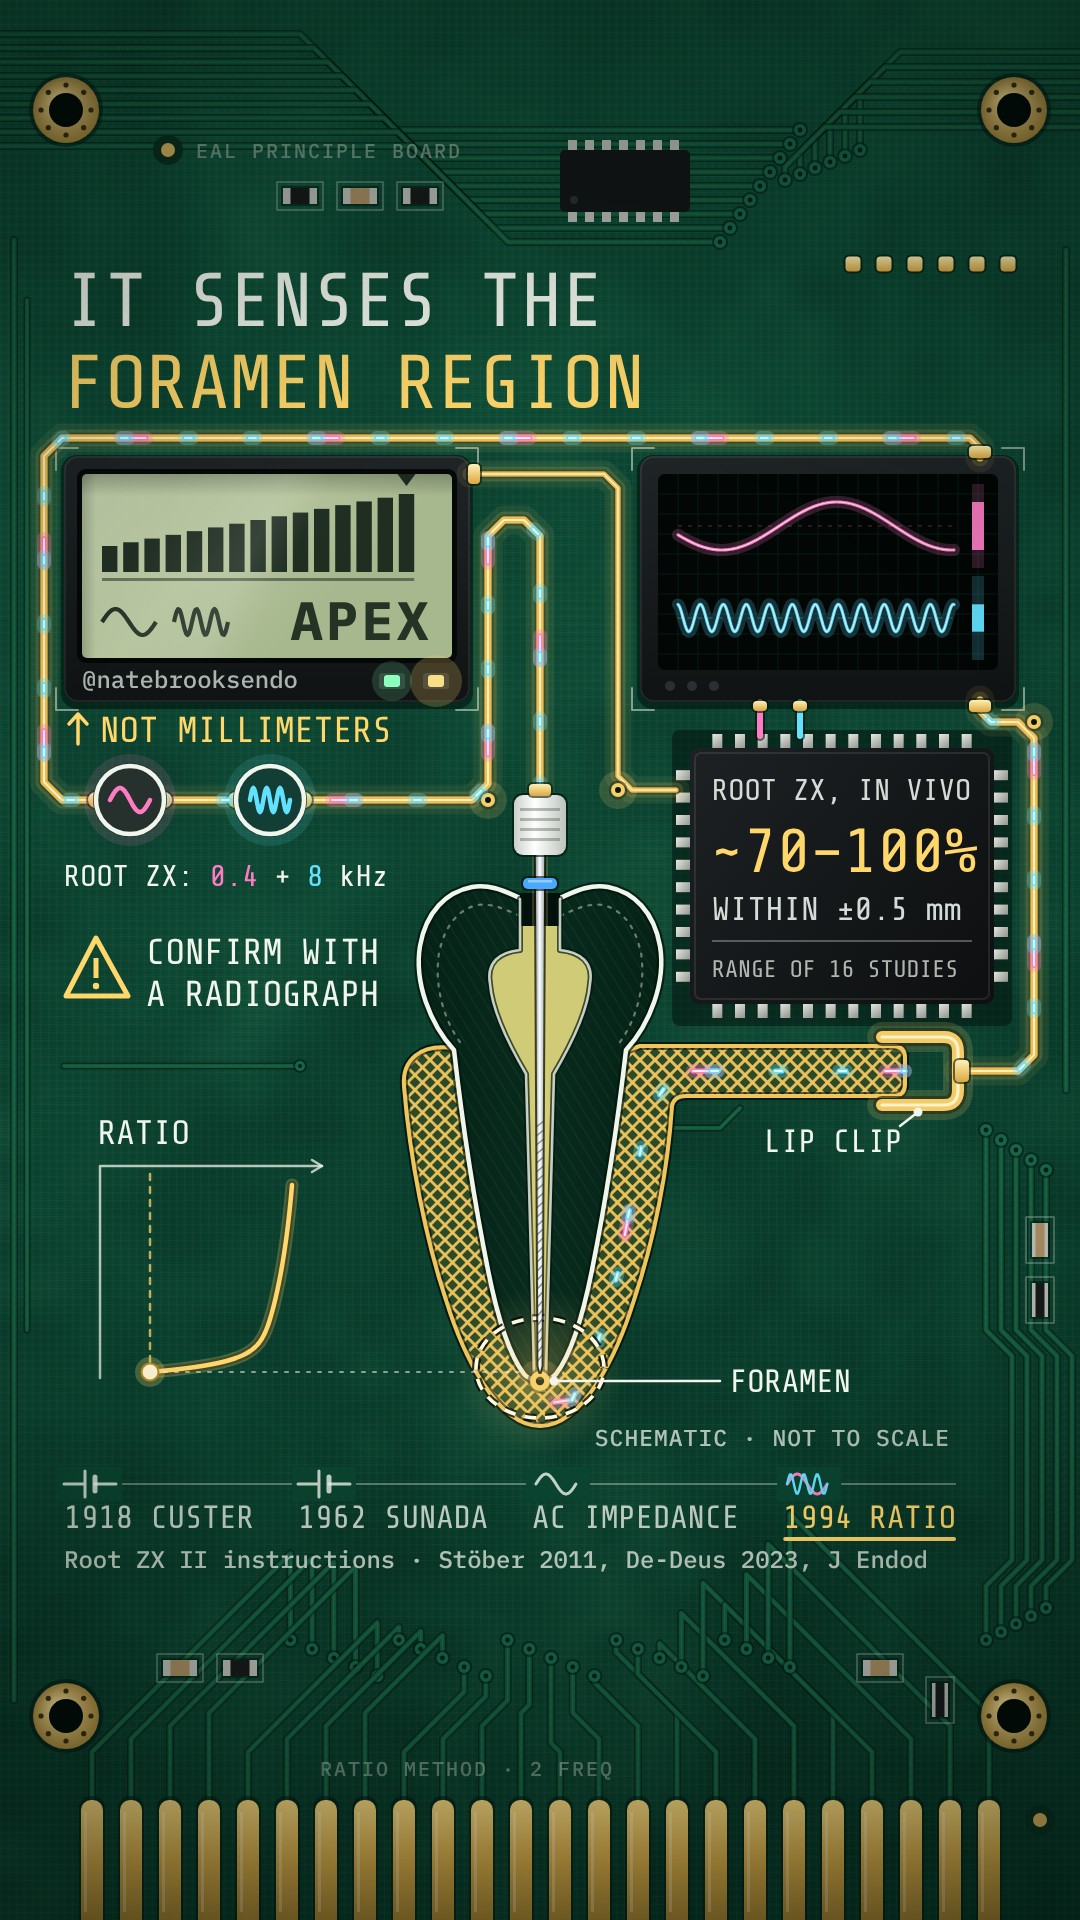 EAL PRINCIPLE BOARD
IT SENSES THE
FORAMEN REGION
APEX
@natebrooksendo
↑ NOT MILLIMETERS
ROOT ZX: 0.4 + 8 kHz
CONFIRM WITH
A RADIOGRAPH
ROOT ZX, IN VIVO
~70–100%
WITHIN ±0.5 mm
RANGE OF 16 STUDIES
LIP CLIP
RATIO
FORAMEN
SCHEMATIC · NOT TO SCALE
1918 CUSTER
1962 SUNADA
AC IMPEDANCE
1994 RATIO
Root ZX II instructions · Stöber 2011, De-Deus 2023, J Endod
RATIO METHOD · 2 FREQ